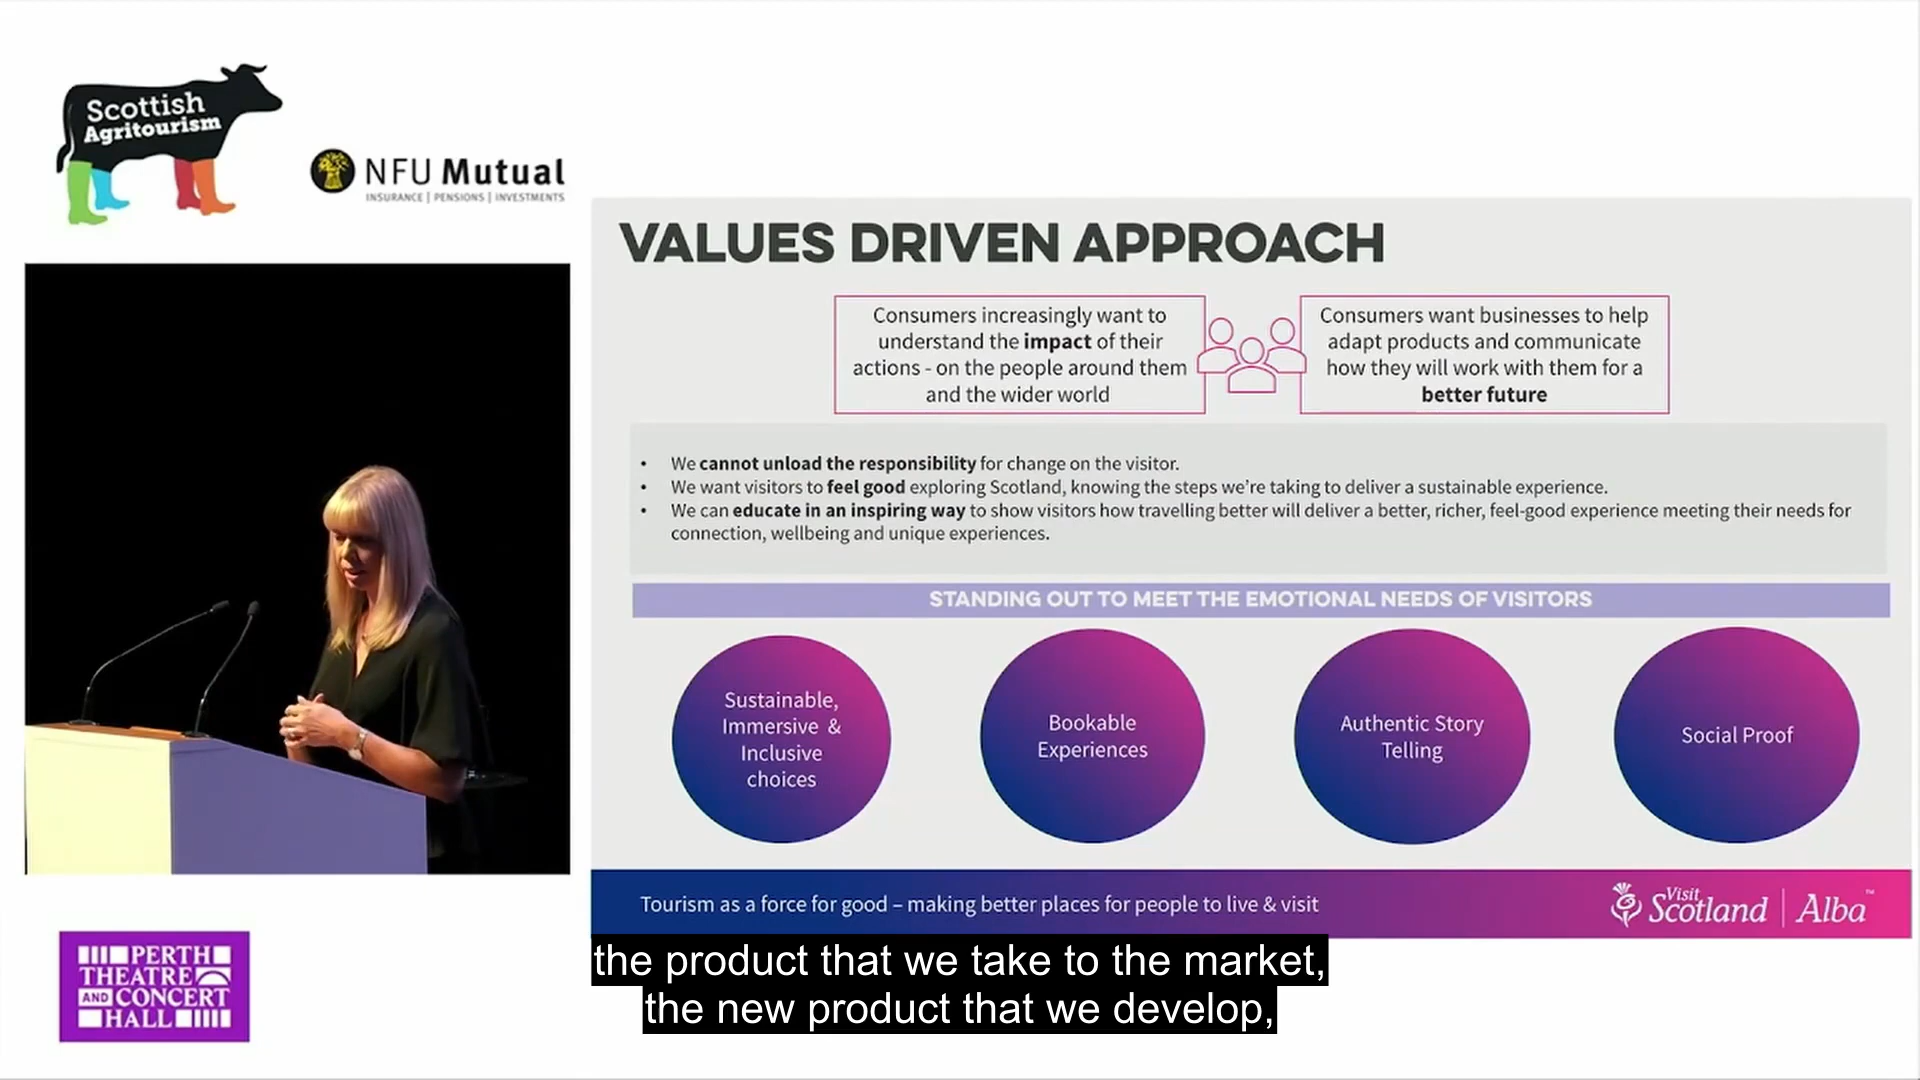 Scottish
Agritourism
NFU Mutual
INSURANCE | PENSIONS | INVESTMENTS
VALUES DRIVEN APPROACH
Consumers increasingly want to
understand the impact of their
actions - on the people around them
and the wider world
Consumers want businesses to help
adapt products and communicate
how they will work with them for a
better future
• We cannot unload the responsibility for change on the visitor.
• We want visitors to feel good exploring Scotland, knowing the steps we’re taking to deliver a sustainable experience.
• We can educate in an inspiring way to show visitors how travelling better will deliver a better, richer, feel-good experience meeting their needs for
connection, wellbeing and unique experiences.
STANDING OUT TO MEET THE EMOTIONAL NEEDS OF VISITORS
Sustainable,
Immersive &
Inclusive
choices
Bookable
Experiences
Authentic Story
Telling
Social Proof
Tourism as a force for good – making better places for people to live & visit
Visit
Scotland | Alba™
PERTH
THEATRE
AND CONCERT
HALL
the product that we take to the market,
the new product that we develop,